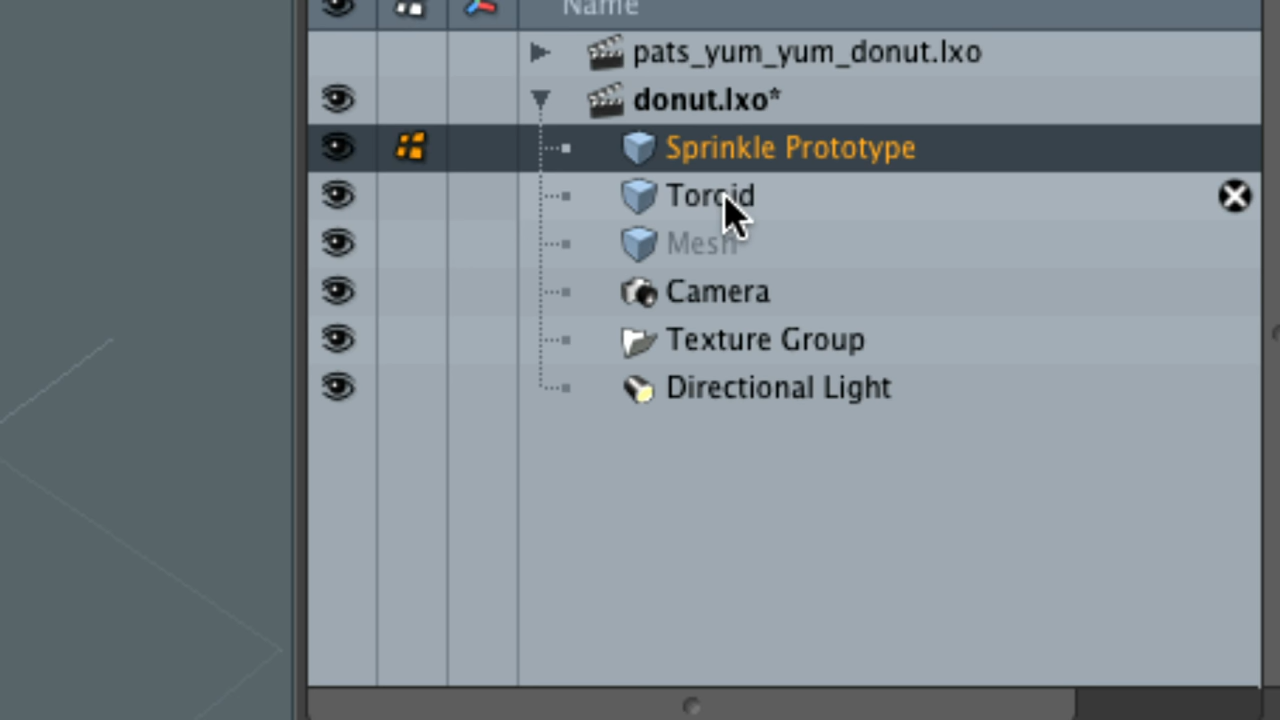 Name
pats_yum_yum_donut.lxo
donut.lxo*
Sprinkle Prototype
Toroid
Mesh
Camera
Texture Group
Directional Light